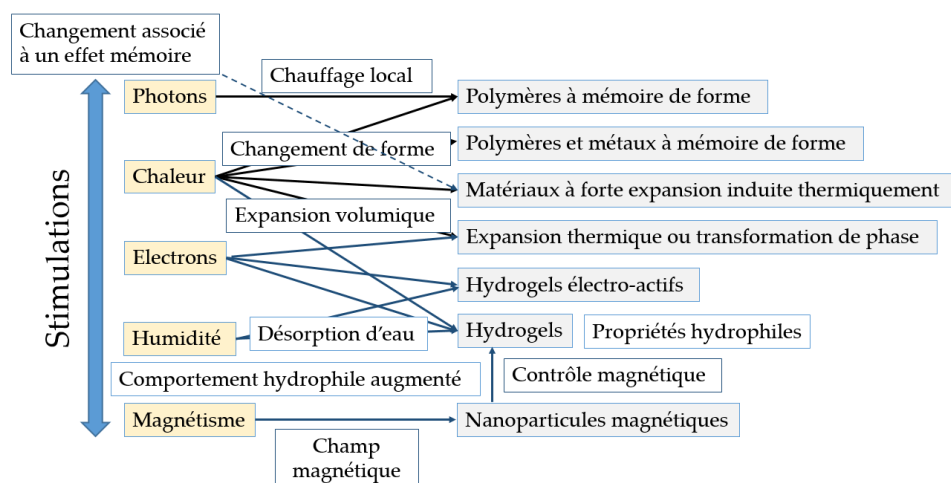 Changement associé
à un effet mémoire
Chauffage local
Photons
Polymères à mémoire de forme
Changement de forme
Polymères et métaux à mémoire de forme
Chaleur
Matériaux à forte expansion induite thermiquement
Expansion volumique
Expansion thermique ou transformation de phase
Electrons
Hydrogels électro-actifs
Stimulations
Humidité
Désorption d'eau
Hydrogels
Propriétés hydrophiles
Comportement hydrophile augmenté
Contrôle magnétique
Magnétisme
Nanoparticules magnétiques
Champ
magnétique